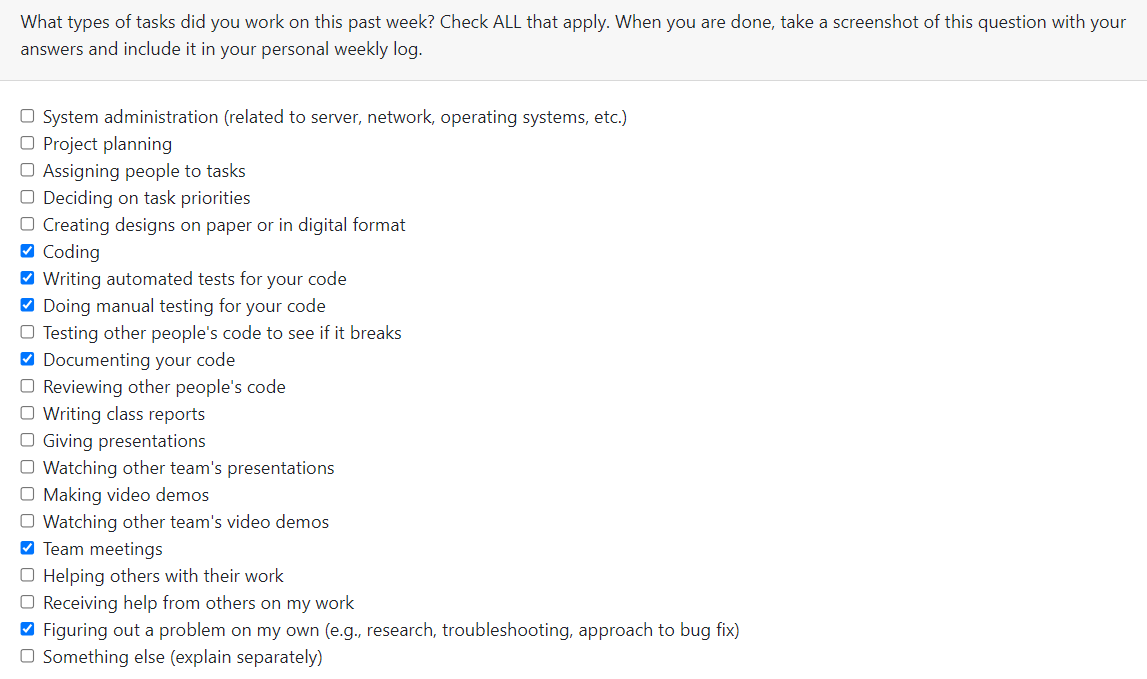 What types of tasks did you work on this past week? Check ALL that apply. When you are done, take a screenshot of this question with your
answers and include it in your personal weekly log.
System administration (related to server, network, operating systems, etc.)
Project planning
Assigning people to tasks
Deciding on task priorities
Creating designs on paper or in digital format
Coding
Writing automated tests for your code
Doing manual testing for your code
Testing other people's code to see if it breaks
Documenting your code
Reviewing other people's code
Writing class reports
Giving presentations
Watching other team's presentations
Making video demos
Watching other team's video demos
Team meetings
Helping others with their work
Receiving help from others on my work
Figuring out a problem on my own (e.g., research, troubleshooting, approach to bug fix)
Something else (explain separately)